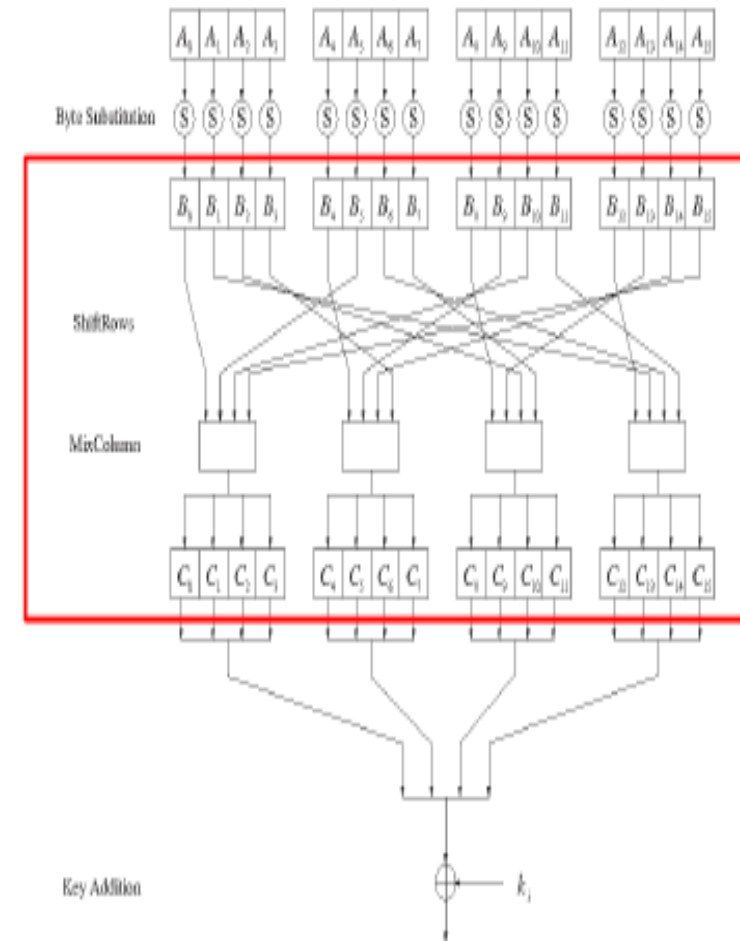 A₀ A₁ A₂ A₃ A₄ A₅ A₆ A₇ A₈ A₉ A₁₀ A₁₁ A₁₂ A₁₃ A₁₄ A₁₅
Byte Substitution S S S S S S S S S S S S S S S S
B₀ B₁ B₂ B₃ B₄ B₅ B₆ B₇ B₈ B₉ B₁₀ B₁₁ B₁₂ B₁₃ B₁₄ B₁₅
ShiftRows
MixColumn
C₀ C₁ C₂ C₃ C₄ C₅ C₆ C₇ C₈ C₉ C₁₀ C₁₁ C₁₂ C₁₃ C₁₄ C₁₅
Key Addition kᵢ